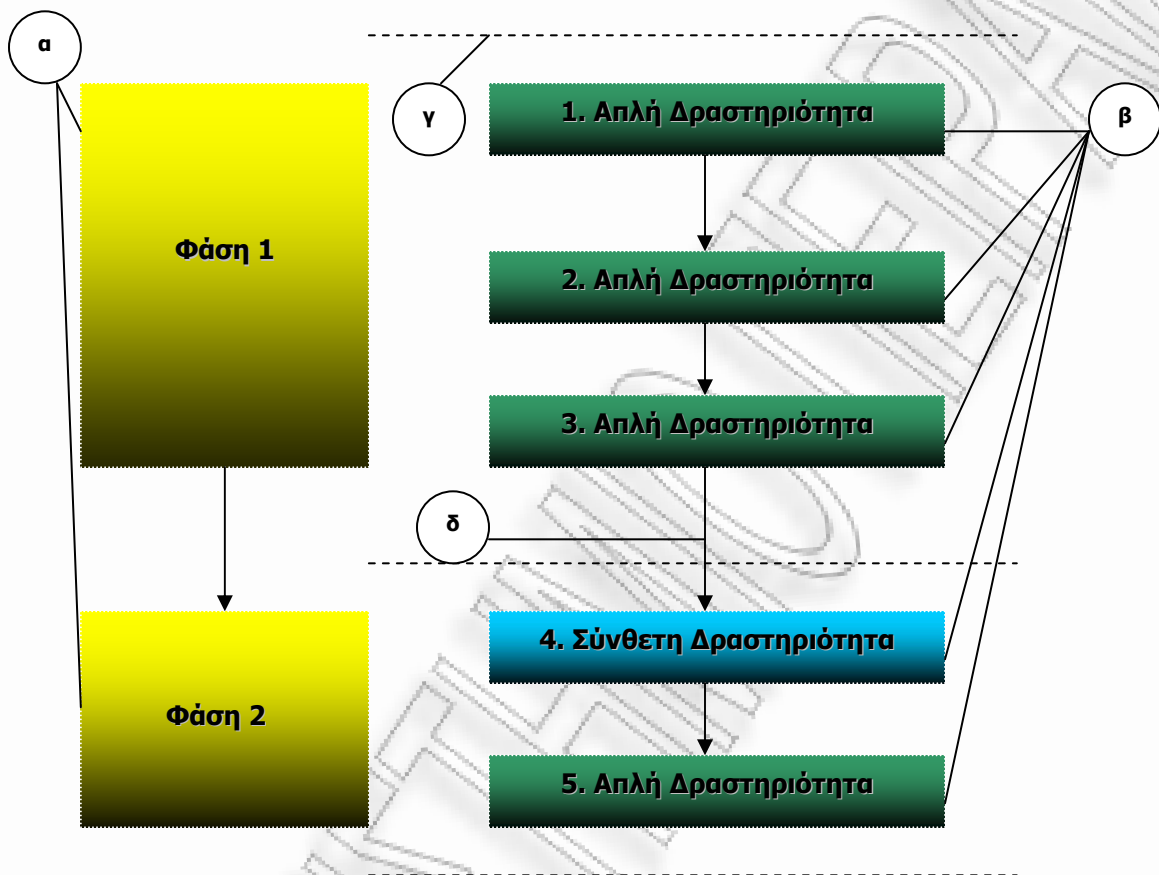 α
γ
1. Απλή Δραστηριότητα
β
Φάση 1
2. Απλή Δραστηριότητα
3. Απλή Δραστηριότητα
δ
4. Σύνθετη Δραστηριότητα
Φάση 2
5. Απλή Δραστηριότητα